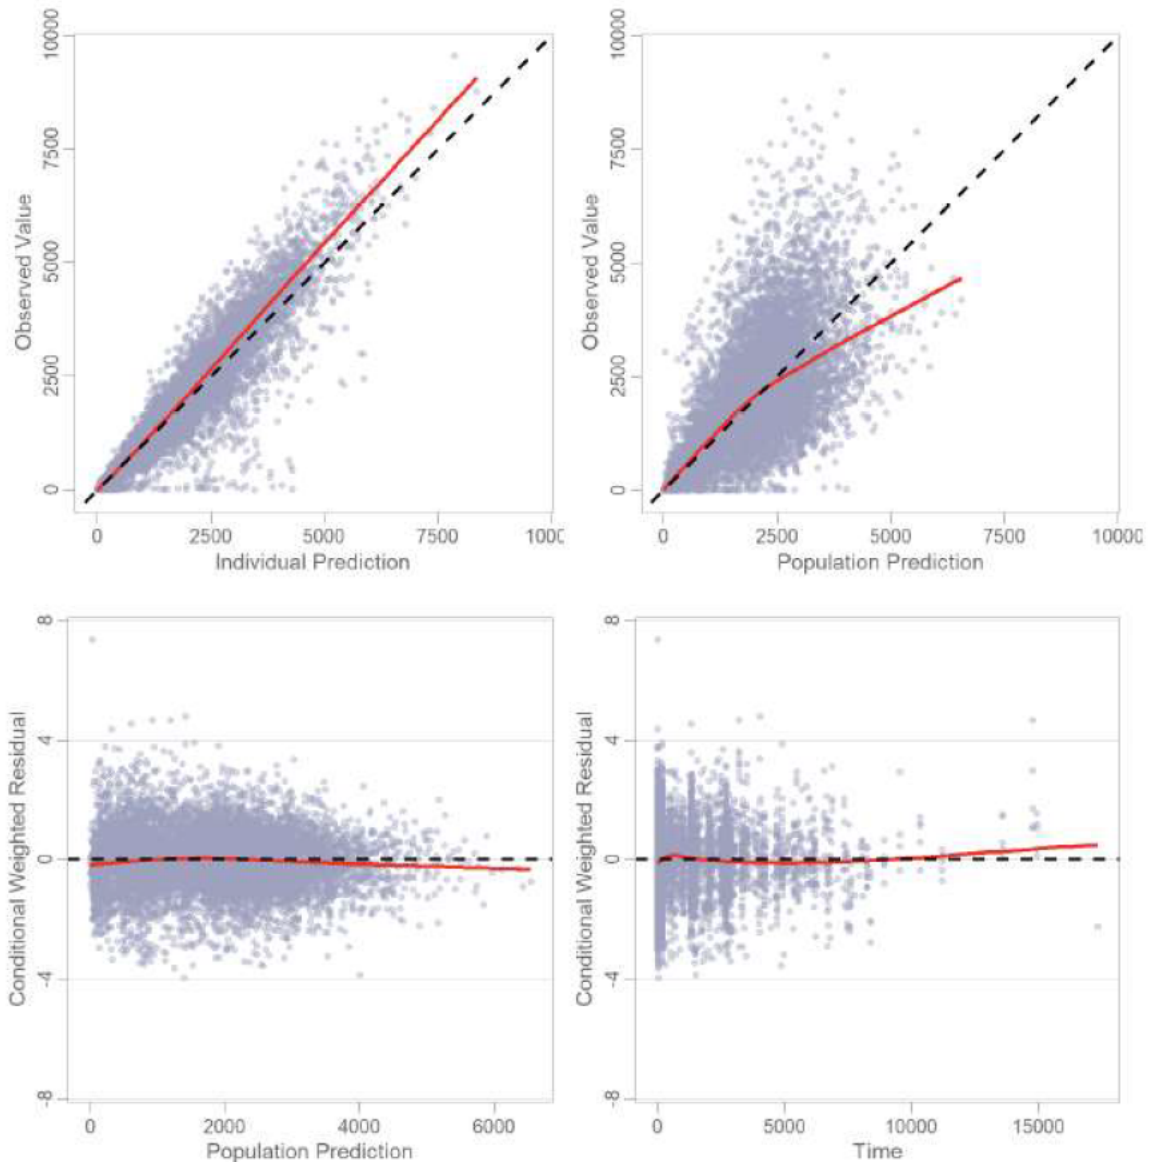 10000
7500
5000
2500
0
Observed Value
0 2500 5000 7500 1000
Individual Prediction
10000
7500
5000
2500
0
Observed Value
0 2500 5000 7500 10000
Population Prediction
8
4
0
-4
-8
Conditional Weighted Residual
0 2000 4000 6000
Population Prediction
8
4
0
-4
-8
Conditional Weighted Residual
0 5000 10000 15000
Time